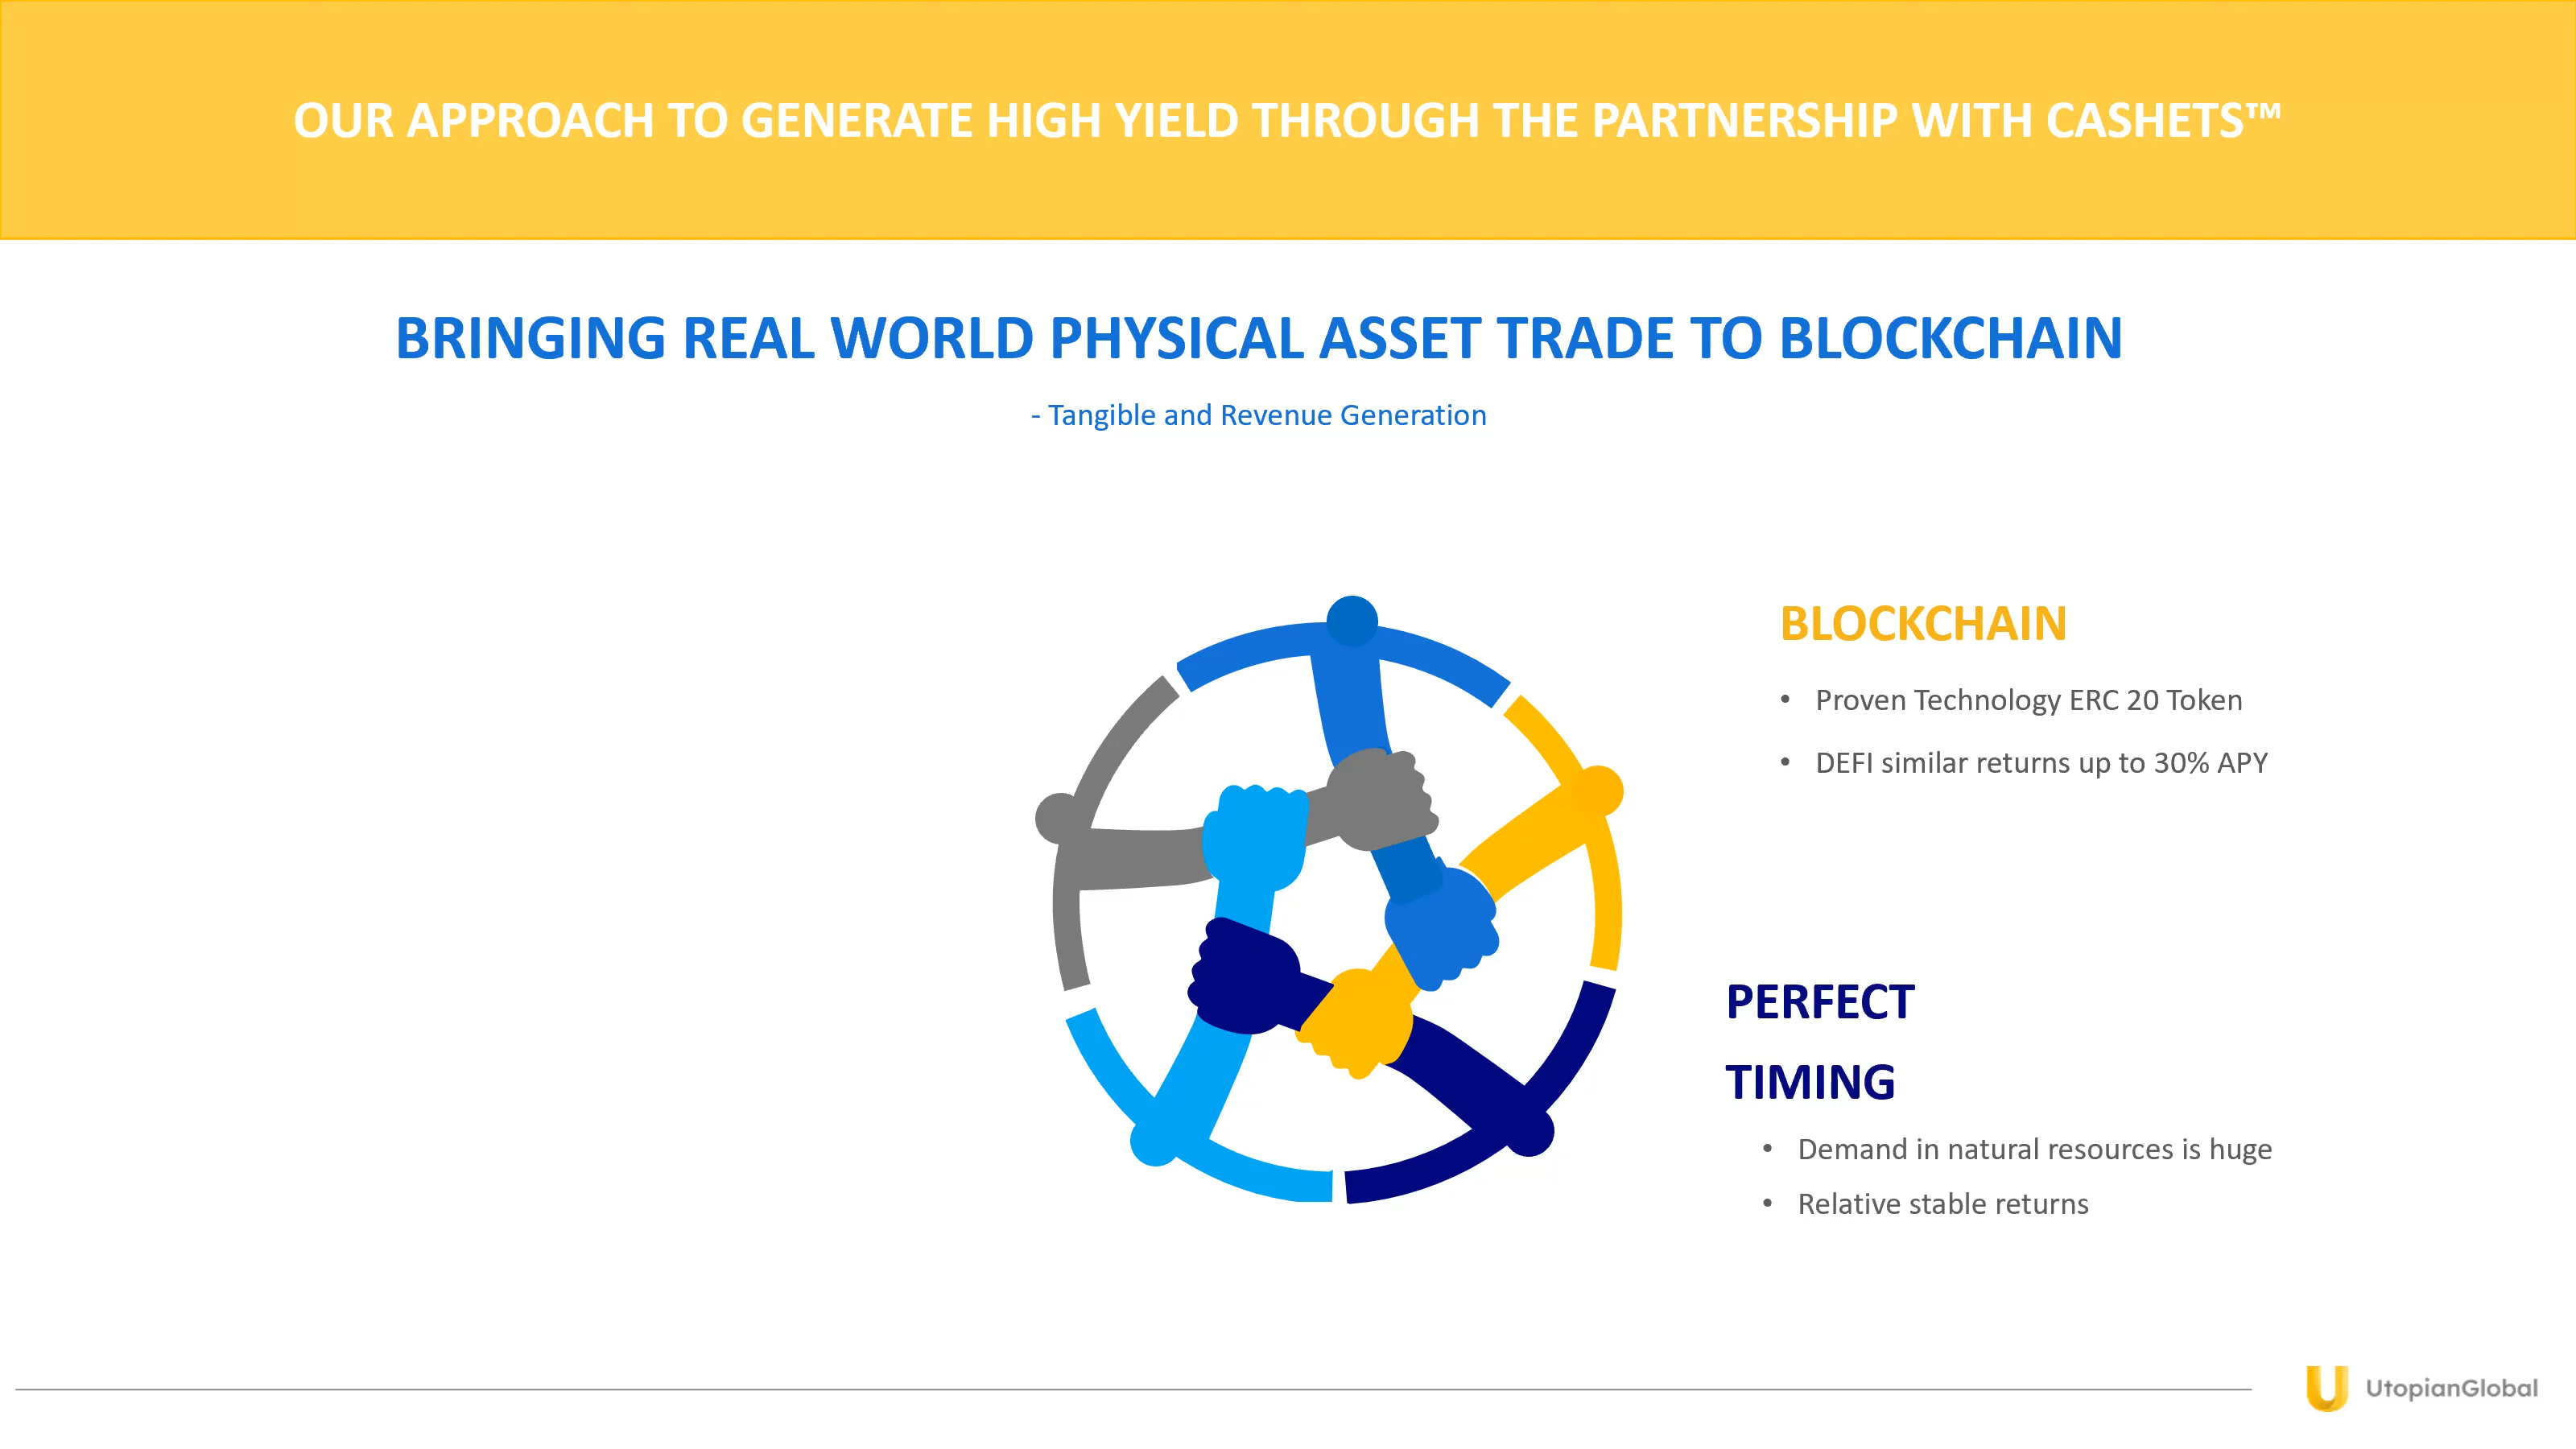 OUR APPROACH TO GENERATE HIGH YIELD THROUGH THE PARTNERSHIP WITH CASHETS™
BRINGING REAL WORLD PHYSICAL ASSET TRADE TO BLOCKCHAIN
- Tangible and Revenue Generation
BLOCKCHAIN
• Proven Technology ERC 20 Token
• DEFI similar returns up to 30% APY
PERFECT
TIMING
• Demand in natural resources is huge
• Relative stable returns
UtopianGlobal